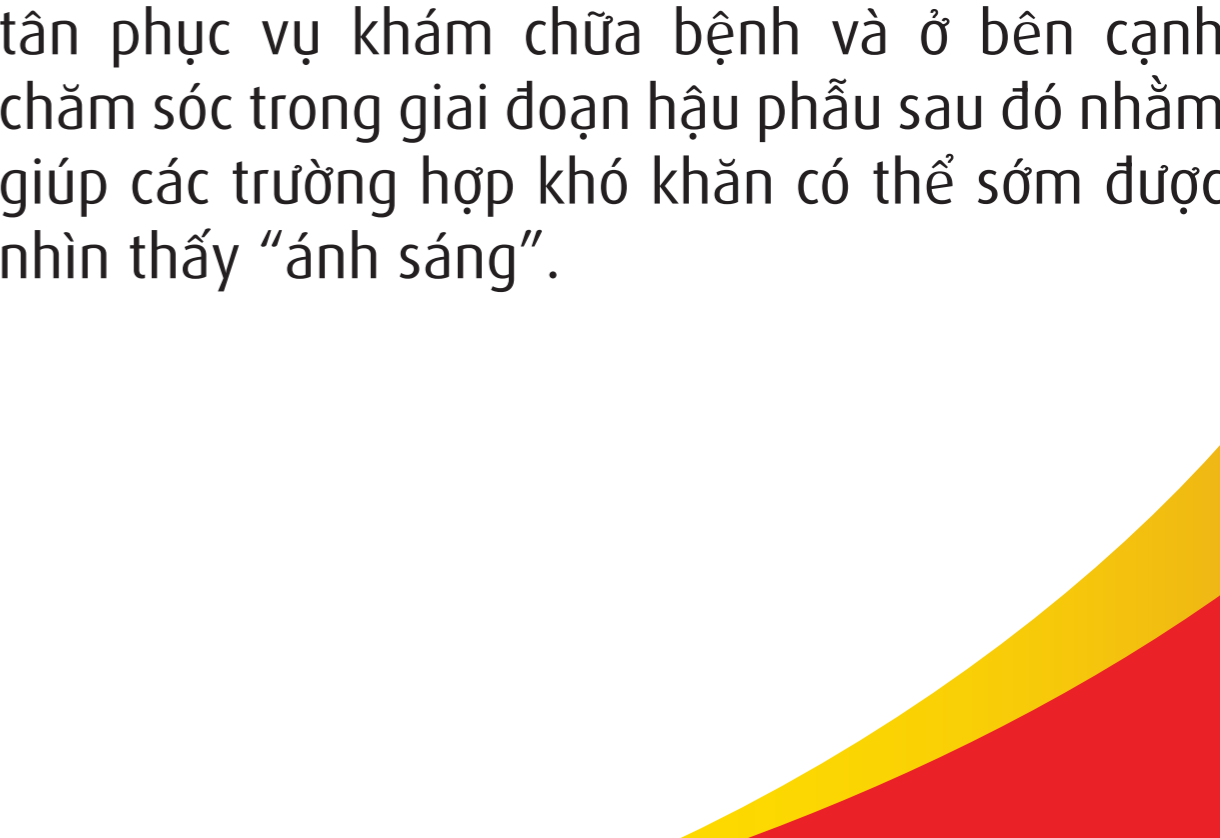 tân phục vụ khám chữa bệnh và ở bên cạnh
chăm sóc trong giai đoạn hậu phẫu sau đó nhằm
giúp các trường hợp khó khăn có thể sớm được
nhìn thấy “ánh sáng”.